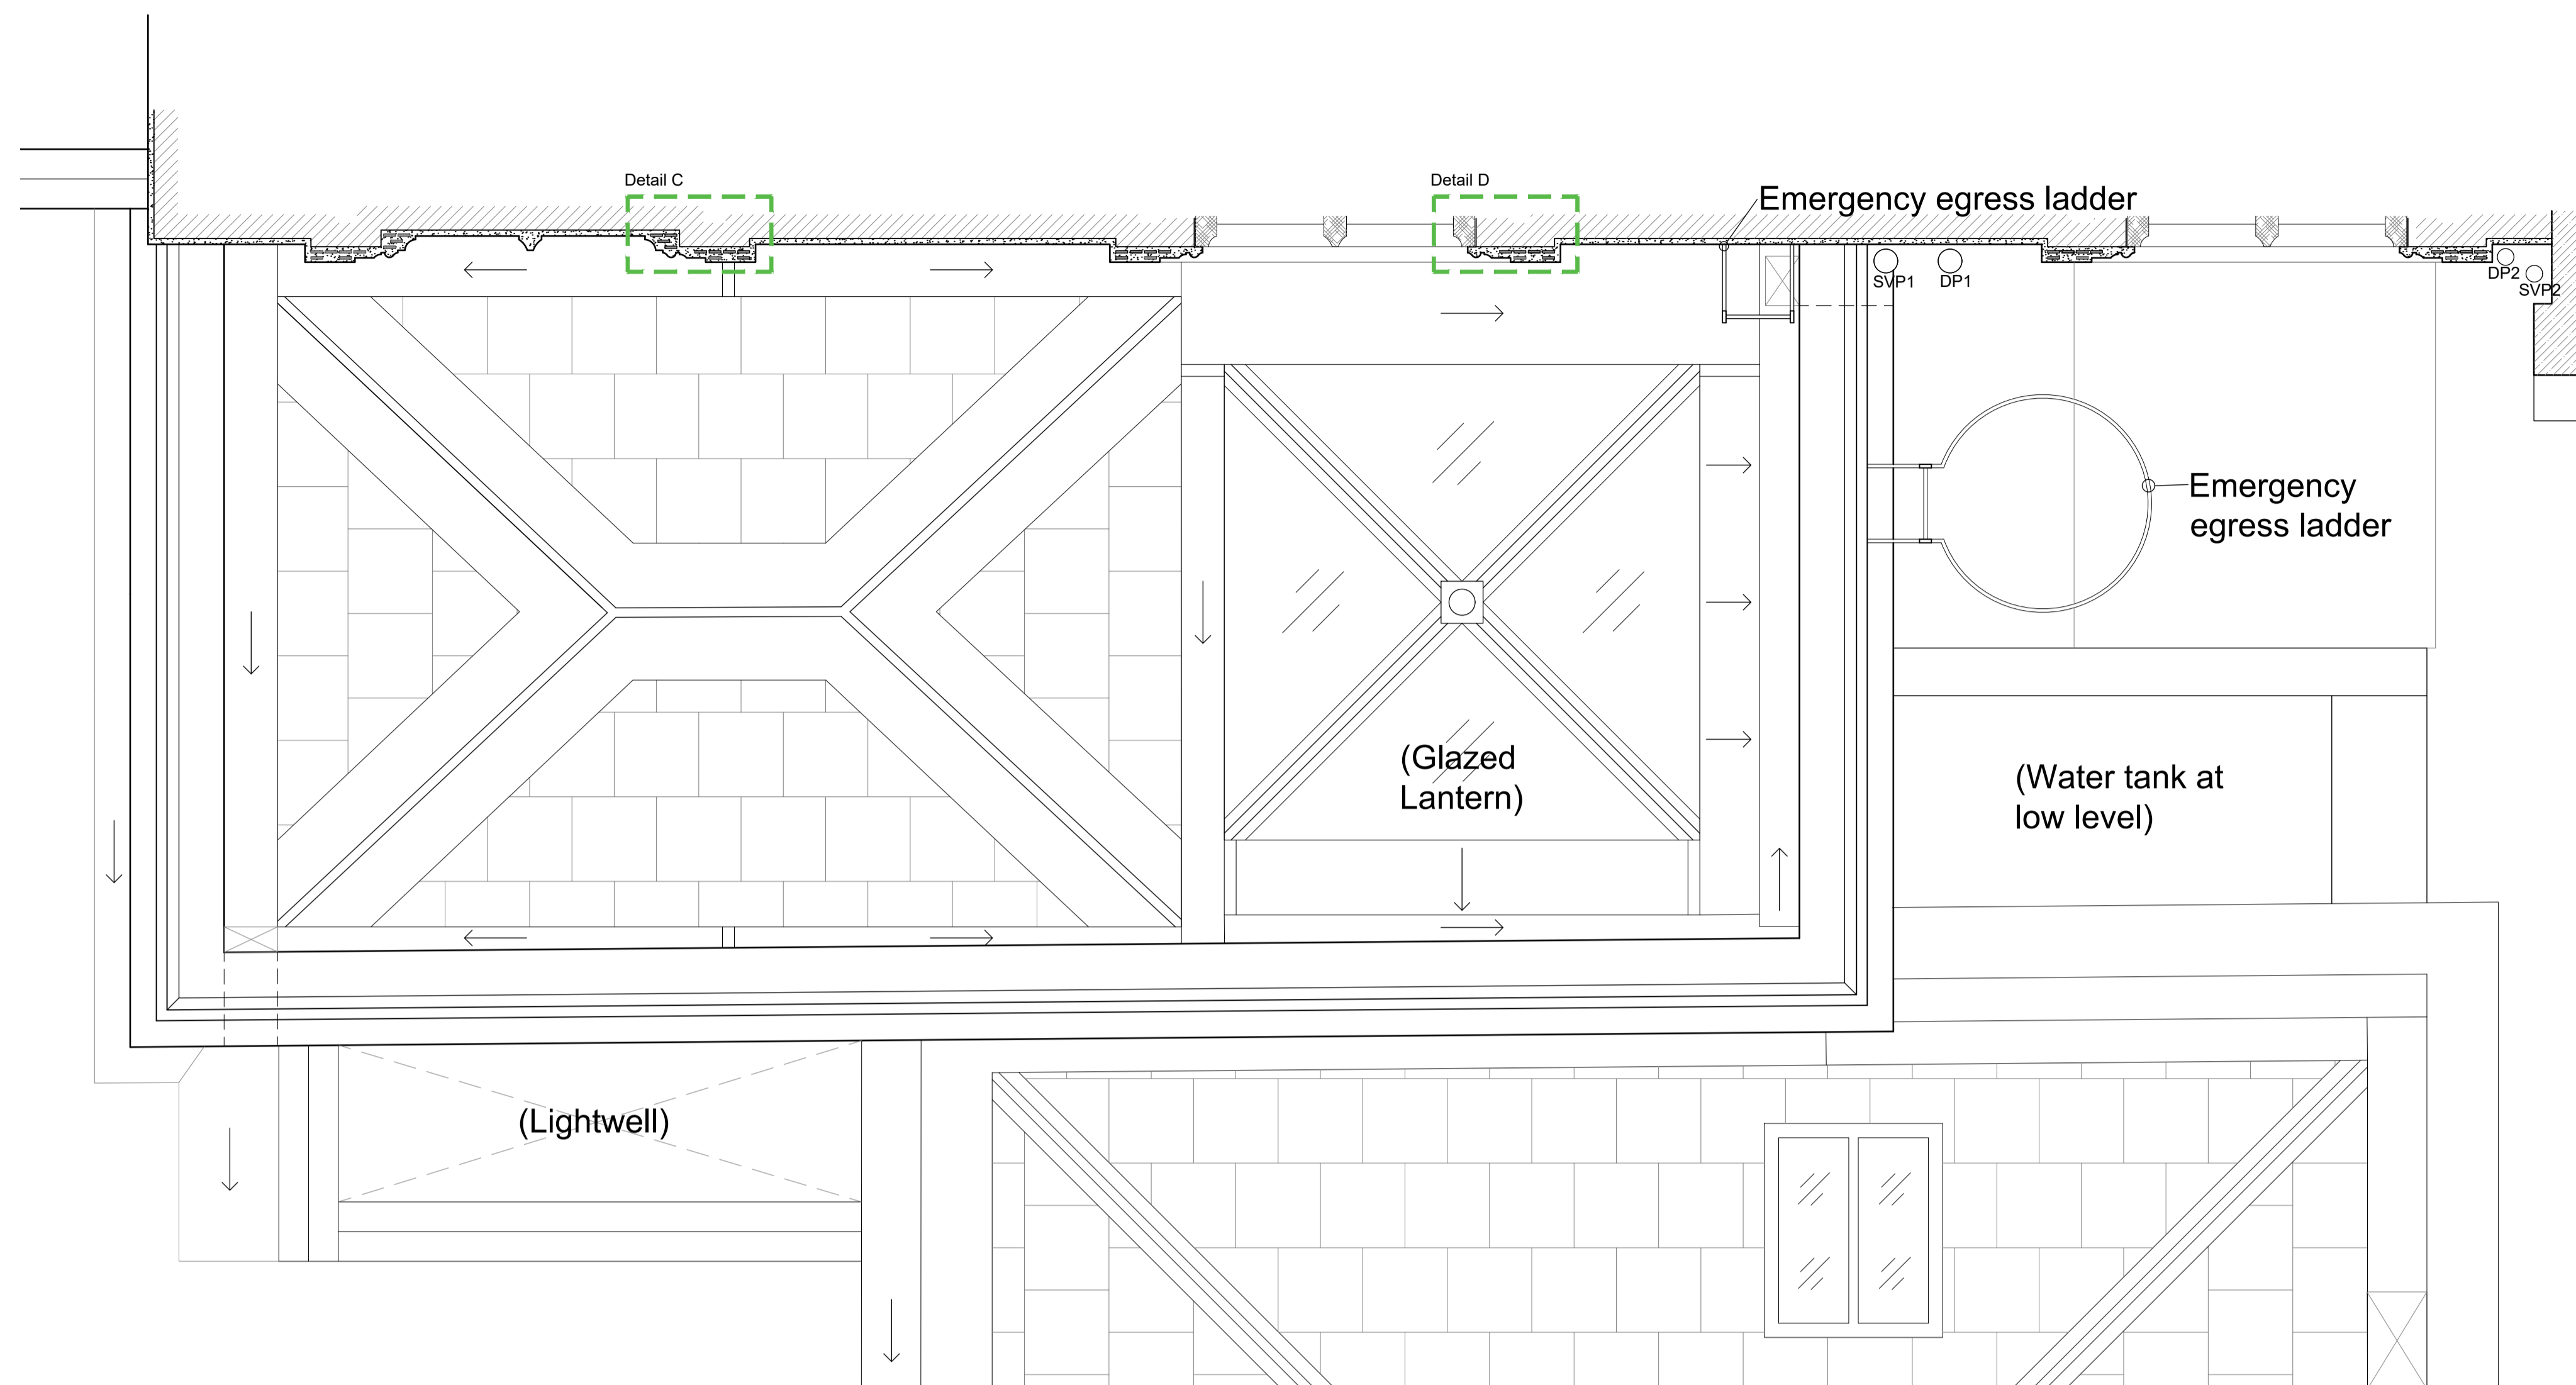 Detail C
Detail D
Emergency egress ladder
SVP1
DP1
DP2
SVP2
Emergency
egress ladder
(Glazed
Lantern)
(Water tank at
low level)
(Lightwell)